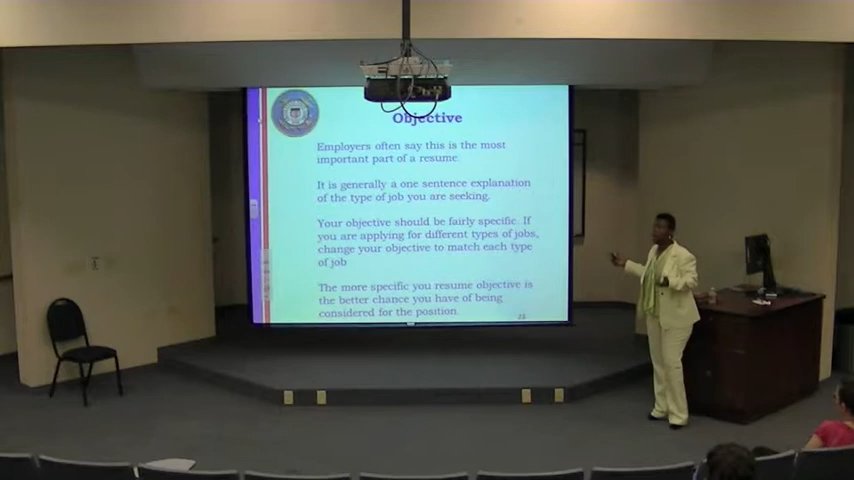 Objective
Employers often say this is the most
important part of a resume.
It is generally a one sentence explanation
of the type of job you are seeking.
Your objective should be fairly specific. If
you are applying for different types of jobs,
change your objective to match each type
of job
The more specific you resume objective is
the better chance you have of being
considered for the position.